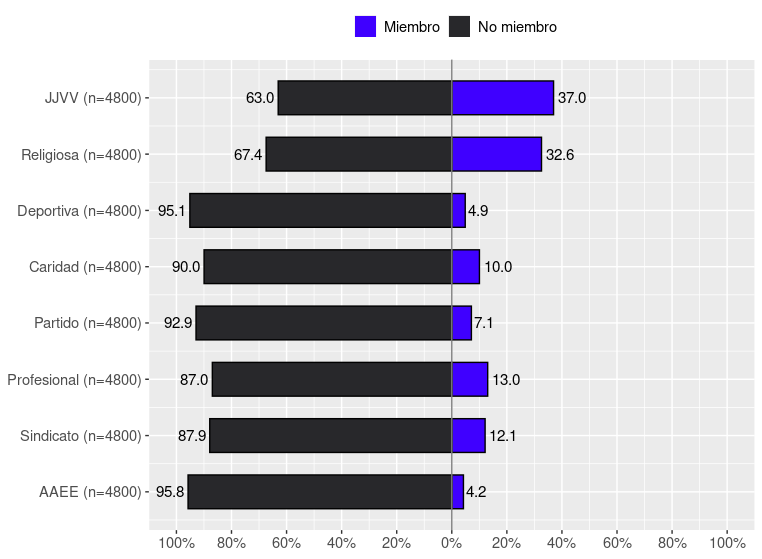 Miembro No miembro
JJVV (n=4800) 63.0 37.0
Religiosa (n=4800) 67.4 32.6
Deportiva (n=4800) 95.1 4.9
Caridad (n=4800) 90.0 10.0
Partido (n=4800) 92.9 7.1
Profesional (n=4800) 87.0 13.0
Sindicato (n=4800) 87.9 12.1
AAEE (n=4800) 95.8 4.2
100% 80% 60% 40% 20% 0% 20% 40% 60% 80% 100%